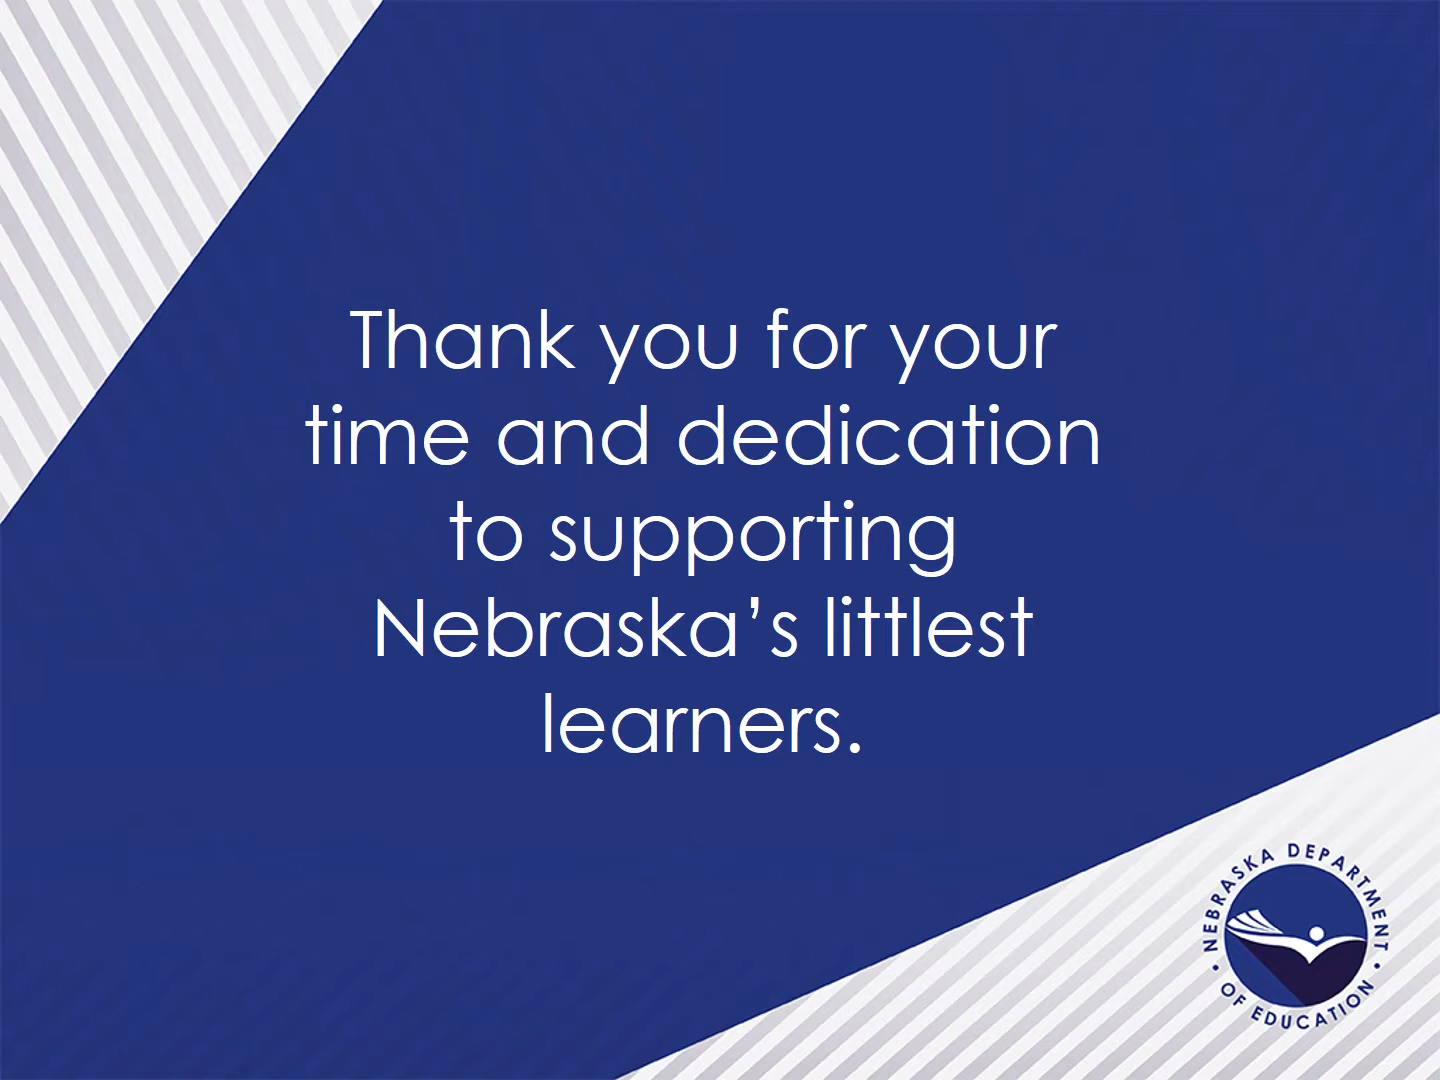 Thank you for your
time and dedication
to supporting
Nebraska’s littlest
learners.
NEBRASKA DEPARTMENT
• OF EDUCATION •